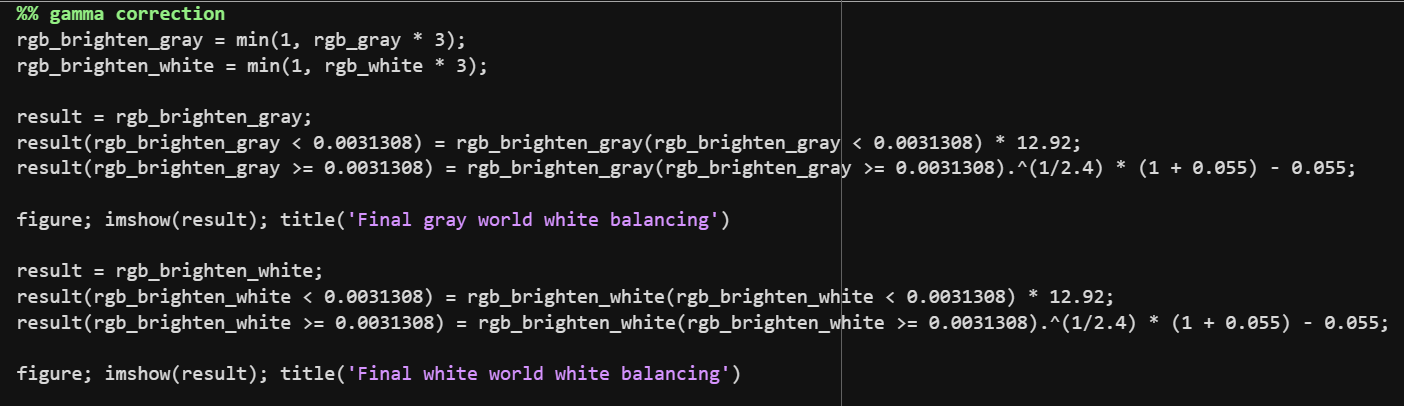 %% gamma correction
rgb_brighten_gray = min(1, rgb_gray * 3);
rgb_brighten_white = min(1, rgb_white * 3);
result = rgb_brighten_gray;
result(rgb_brighten_gray < 0.0031308) = rgb_brighten_gray(rgb_brighten_gray < 0.0031308) * 12.92;
result(rgb_brighten_gray >= 0.0031308) = rgb_brighten_gray(rgb_brighten_gray >= 0.0031308).^(1/2.4) * (1 + 0.055) - 0.055;
figure; imshow(result); title('Final gray world white balancing')
result = rgb_brighten_white;
result(rgb_brighten_white < 0.0031308) = rgb_brighten_white(rgb_brighten_white < 0.0031308) * 12.92;
result(rgb_brighten_white >= 0.0031308) = rgb_brighten_white(rgb_brighten_white >= 0.0031308).^(1/2.4) * (1 + 0.055) - 0.055;
figure; imshow(result); title('Final white world white balancing')